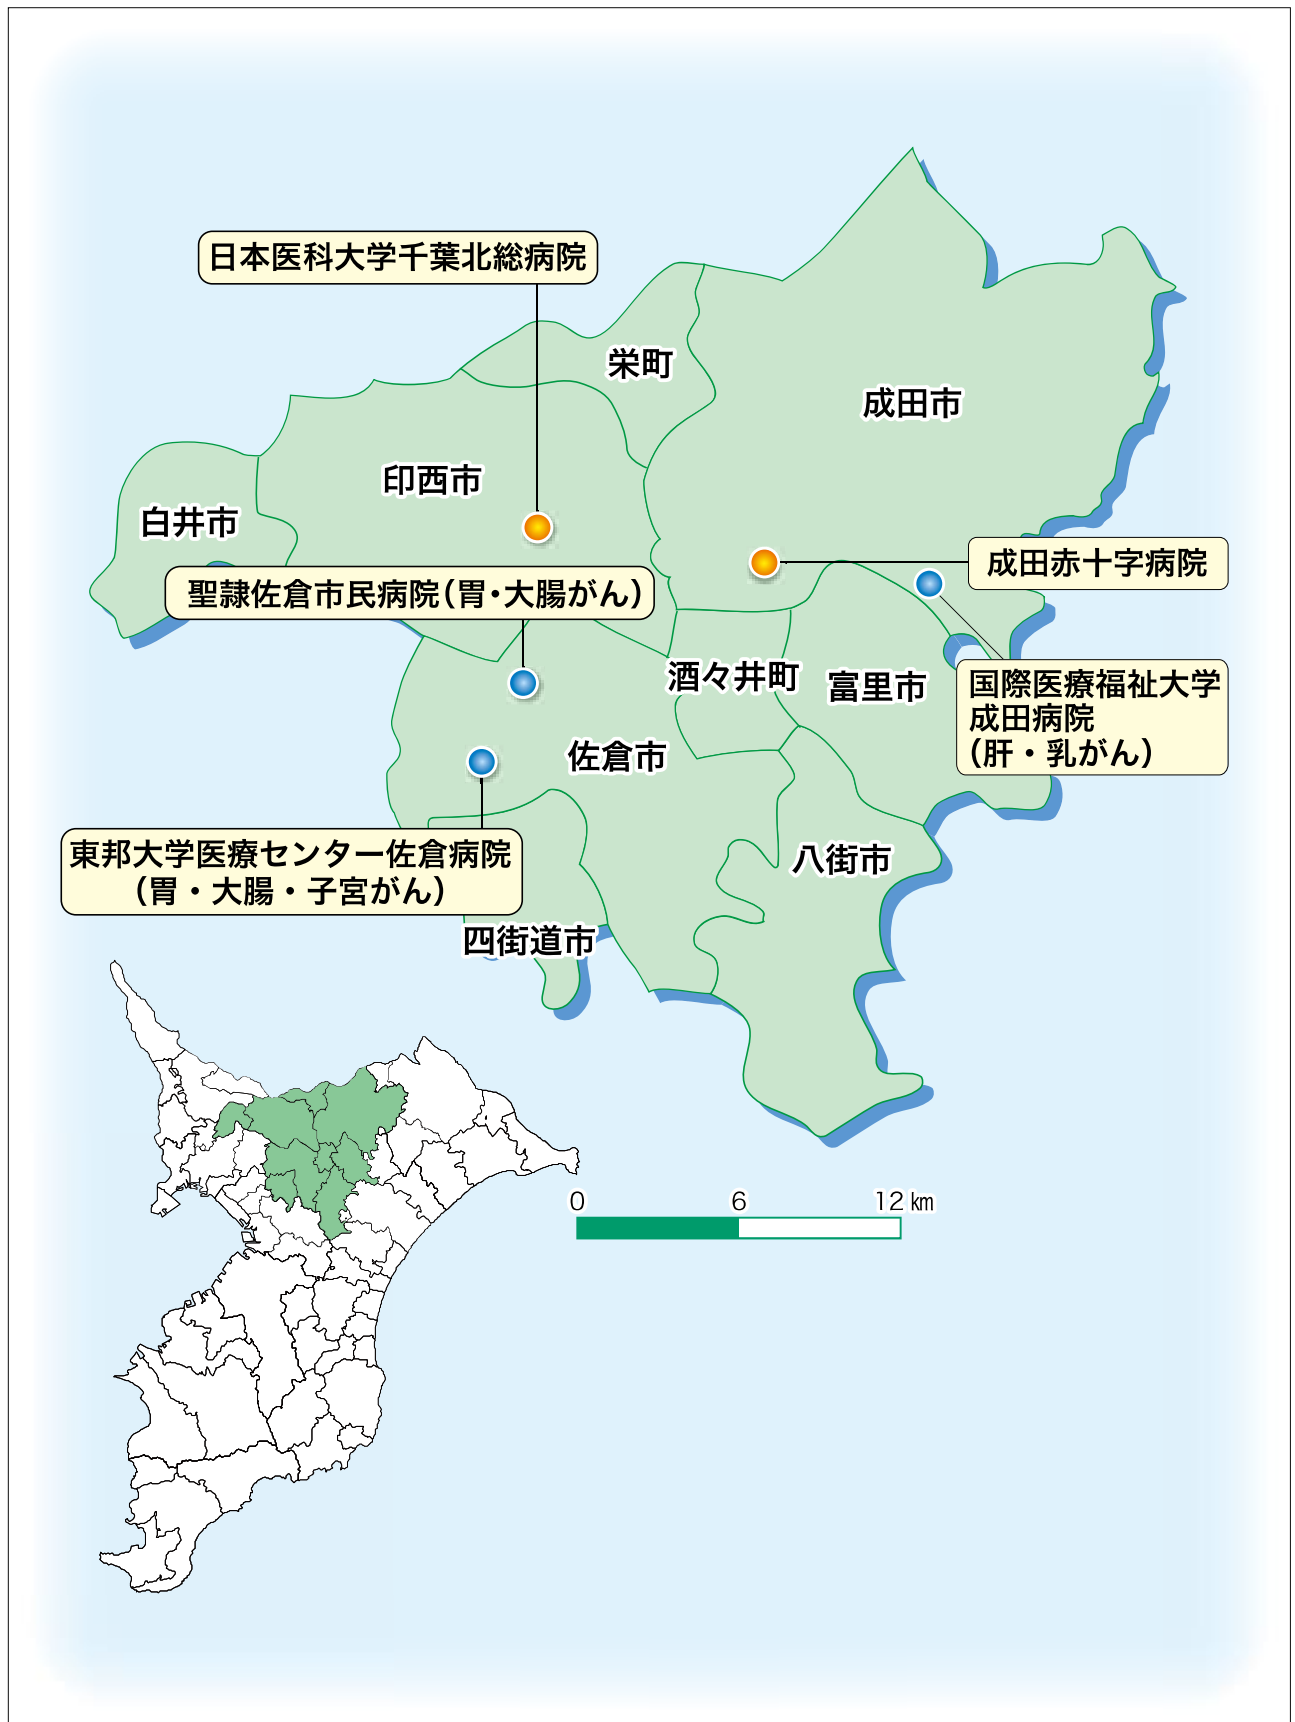 日本医科大学千葉北総病院
栄町
成田市
印西市
白井市
成田赤十字病院
聖隷佐倉市民病院（胃・大腸がん）
酒々井町
富里市
国際医療福祉大学
成田病院
（肝・乳がん）
佐倉市
東邦大学医療センター佐倉病院
（胃・大腸・子宮がん）
八街市
四街道市
0 6 12 ㎞